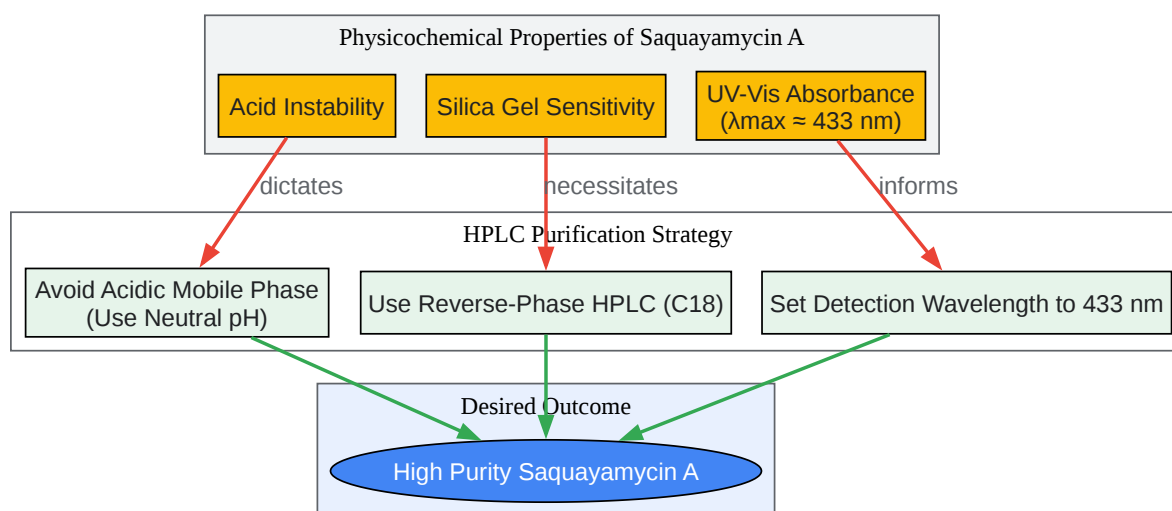 Physicochemical Properties of Saquayamycin A
Acid Instability
Silica Gel Sensitivity
UV-Vis Absorbance
(λmax ≈ 433 nm)
dictates
necessitates
informs
HPLC Purification Strategy
Avoid Acidic Mobile Phase
(Use Neutral pH)
Use Reverse-Phase HPLC (C18)
Set Detection Wavelength to 433 nm
Desired Outcome
High Purity Saquayamycin A